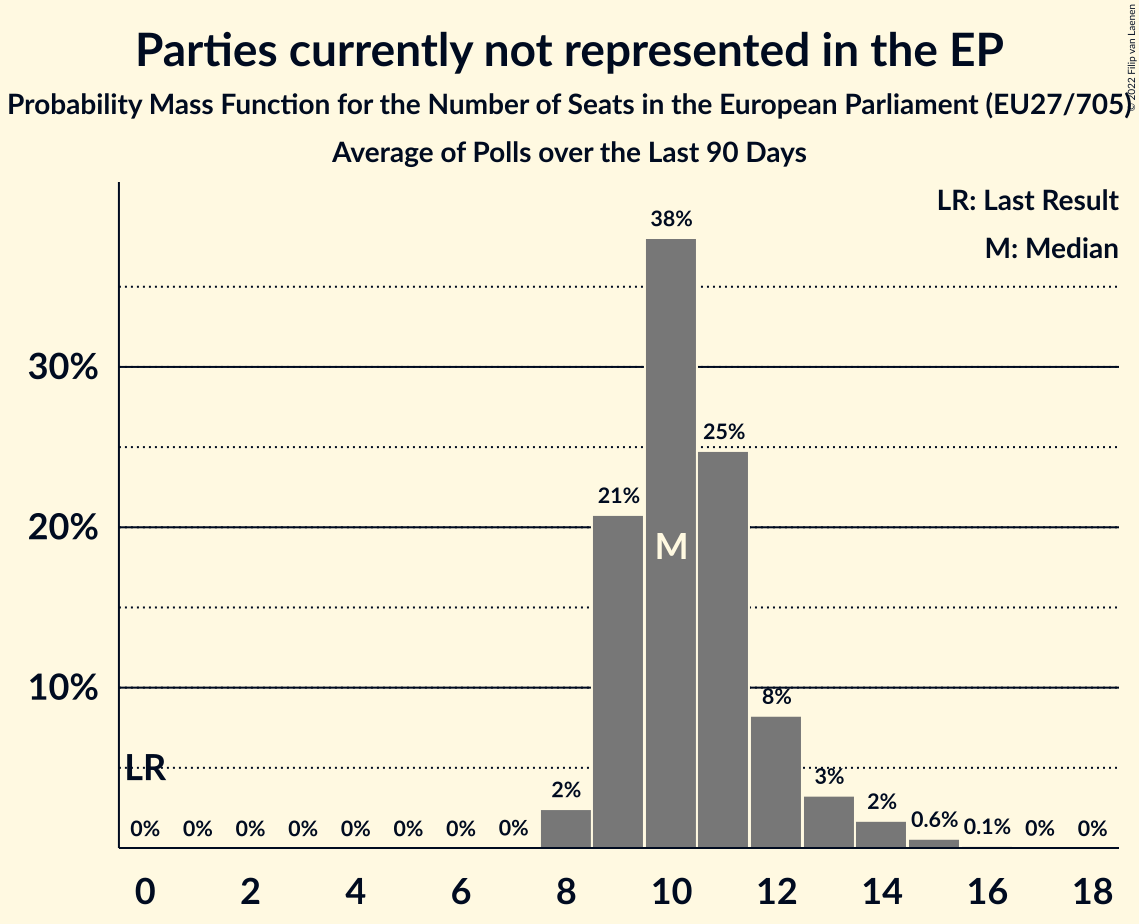 Parties currently not represented in the EP
Probability Mass Function for the Number of Seats in the European Parliament (EU27/705)
Average of Polls over the Last 90 Days
© 2022 Filip van Laenen
LR: Last Result
M: Median
38%
30%
25%
21%
20%
M
10%
8%
LR
3%
2%
2%
0% 0% 0% 0% 0% 0% 0% 0% 0.6% 0.1% 0% 0%
0 2 4 6 8 10 12 14 16 18